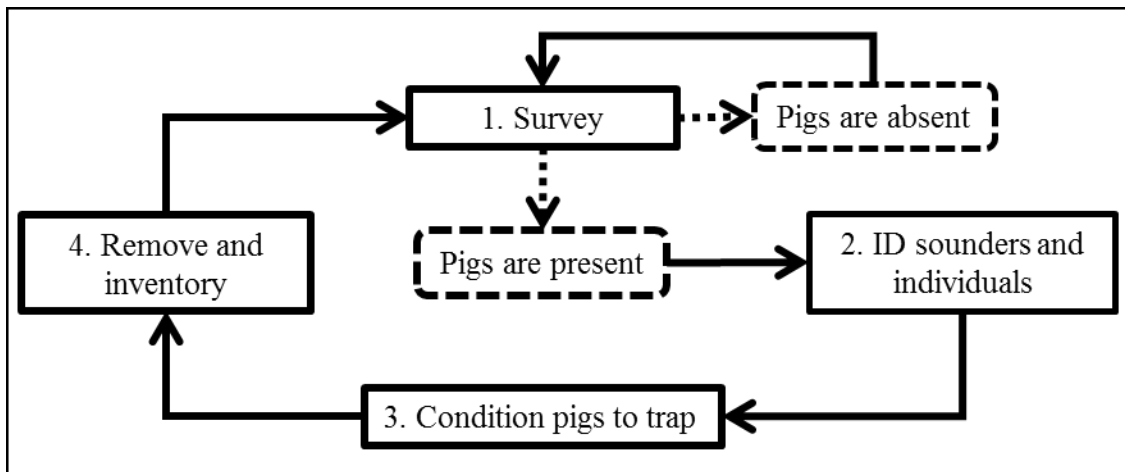 1. Survey
Pigs are absent
4. Remove and
inventory
Pigs are present
2. ID sounders and
individuals
3. Condition pigs to trap